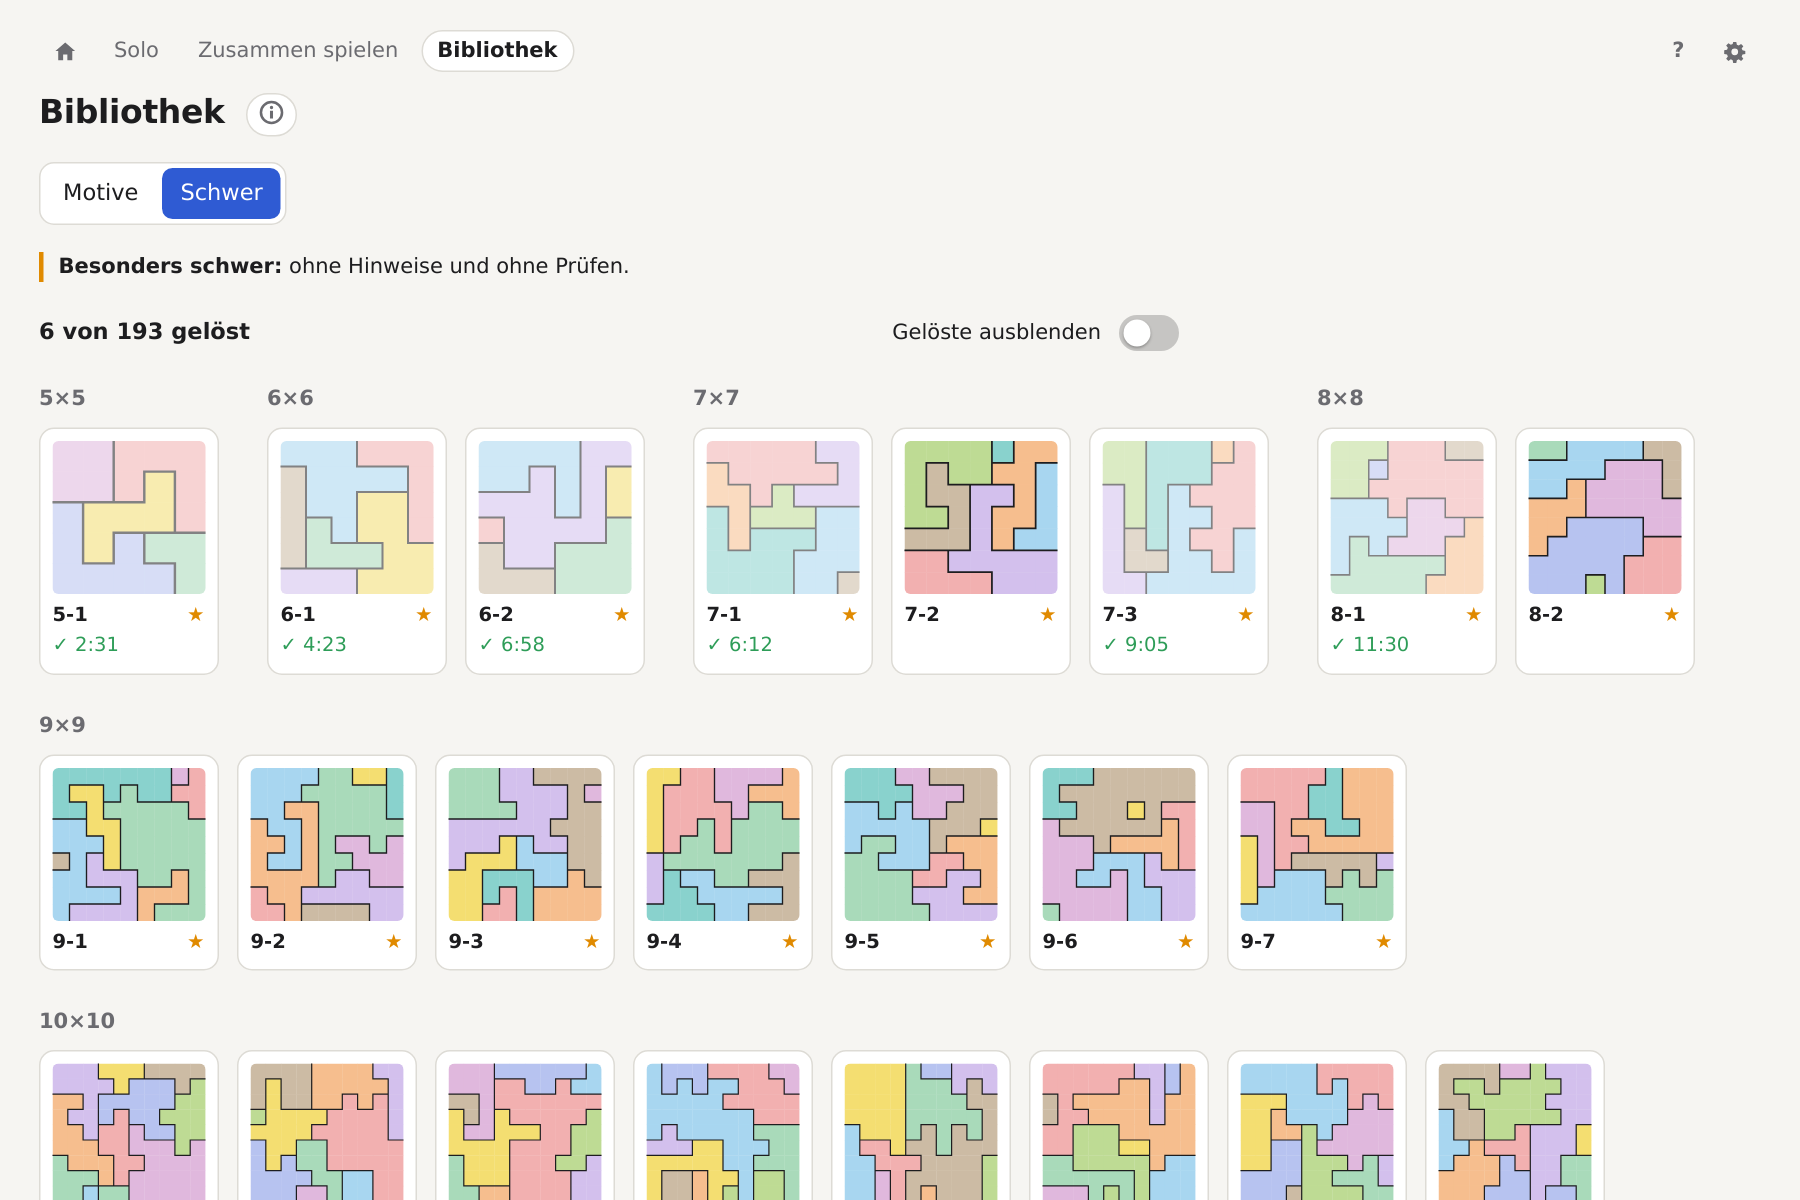 Solo Zusammen spielen Bibliothek ?
Bibliothek
Motive Schwer
Besonders schwer: ohne Hinweise und ohne Prüfen.
6 von 193 gelöst Gelöste ausblenden
5×5 6×6 7×7 8×8
5-1 ★ 6-1 ★ 6-2 ★ 7-1 ★ 7-2 ★ 7-3 ★ 8-1 ★ 8-2 ★
✓ 2:31 ✓ 4:23 ✓ 6:58 ✓ 6:12 ✓ 9:05 ✓ 11:30
9×9
9-1 ★ 9-2 ★ 9-3 ★ 9-4 ★ 9-5 ★ 9-6 ★ 9-7 ★
10×10